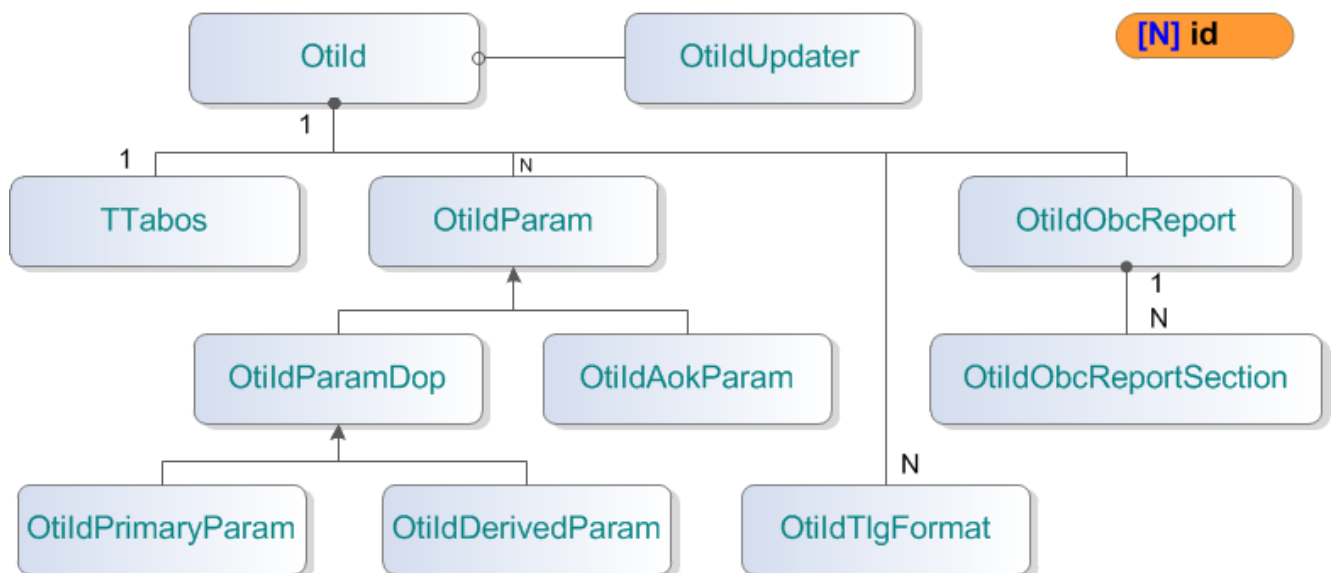 OtiId
OtiIdUpdater
[N] id
1
1
N
TTabos
OtiIdParam
OtiIdObcReport
1
N
OtiIdParamDop
OtiIdAokParam
OtiIdObcReportSection
N
OtiIdPrimaryParam
OtiIdDerivedParam
OtiIdTlgFormat